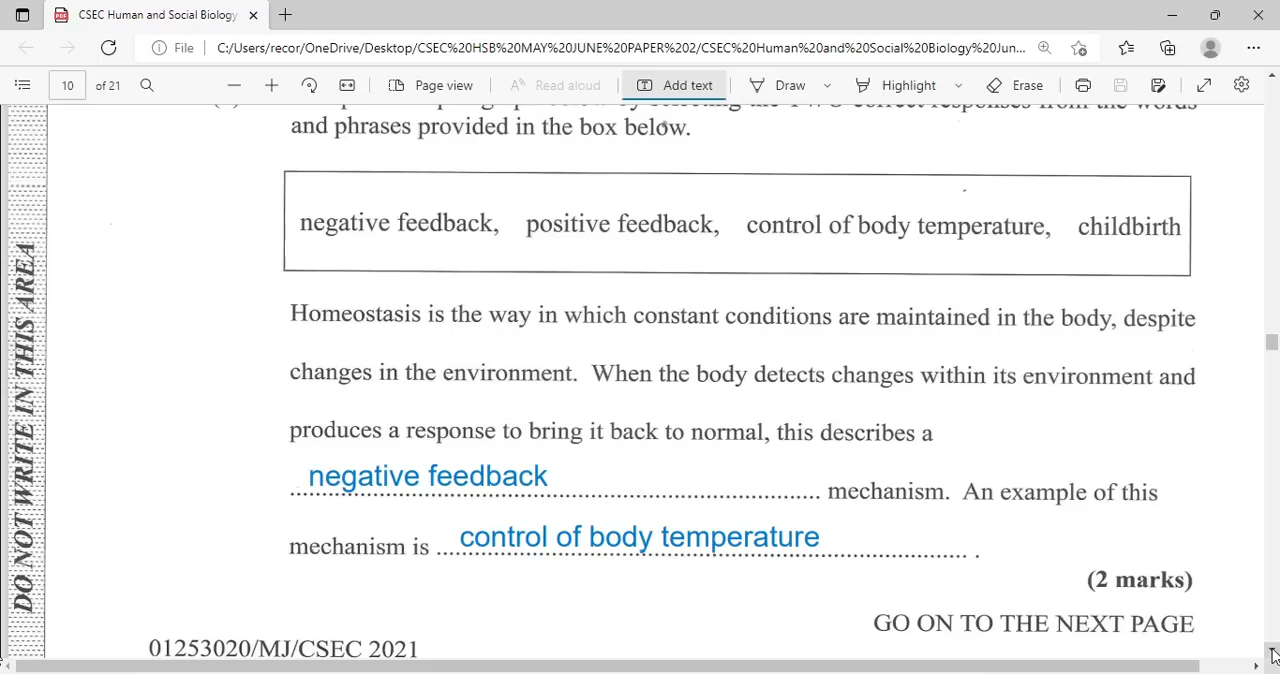 CSEC Human and Social Biology
File C:/Users/recor/OneDrive/Desktop/CSEC%20HSB%20MAY%20JUNE%20PAPER%202/CSEC%20Human%20and%20Social%20Biology%20Jun...
10 of 21 Page view Read aloud Add text Draw Highlight Erase
and phrases provided in the box below.
negative feedback, positive feedback, control of body temperature, childbirth
Homeostasis is the way in which constant conditions are maintained in the body, despite
changes in the environment. When the body detects changes within its environment and
produces a response to bring it back to normal, this describes a
negative feedback mechanism. An example of this
mechanism is control of body temperature .
(2 marks)
GO ON TO THE NEXT PAGE
01253020/MJ/CSEC 2021
DO NOT WRITE IN THIS AREA